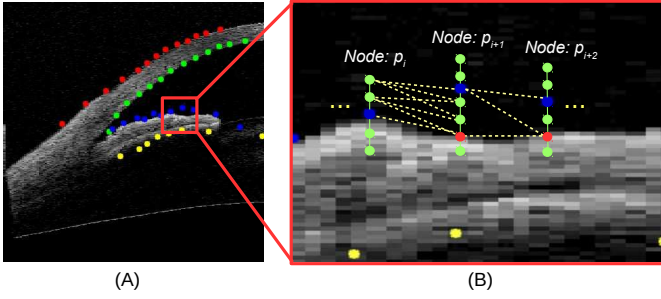 Node: p_i
Node: p_{i+1}
Node: p_{i+2}
...
...
(A)
(B)